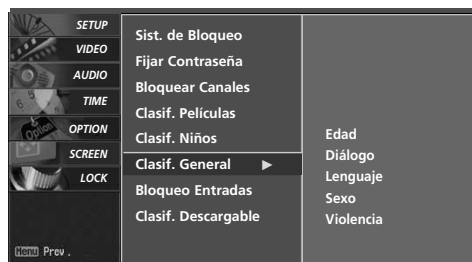 SETUP
VIDEO
AUDIO
TIME
OPTION
SCREEN
LOCK
Menu Prev.
Sist. de Bloqueo
Fijar Contraseña
Bloquear Canales
Clasif. Películas
Clasif. Niños
Clasif. General ▶
Bloqueo Entradas
Clasif. Descargable
Edad
Diálogo
Lenguaje
Sexo
Violencia